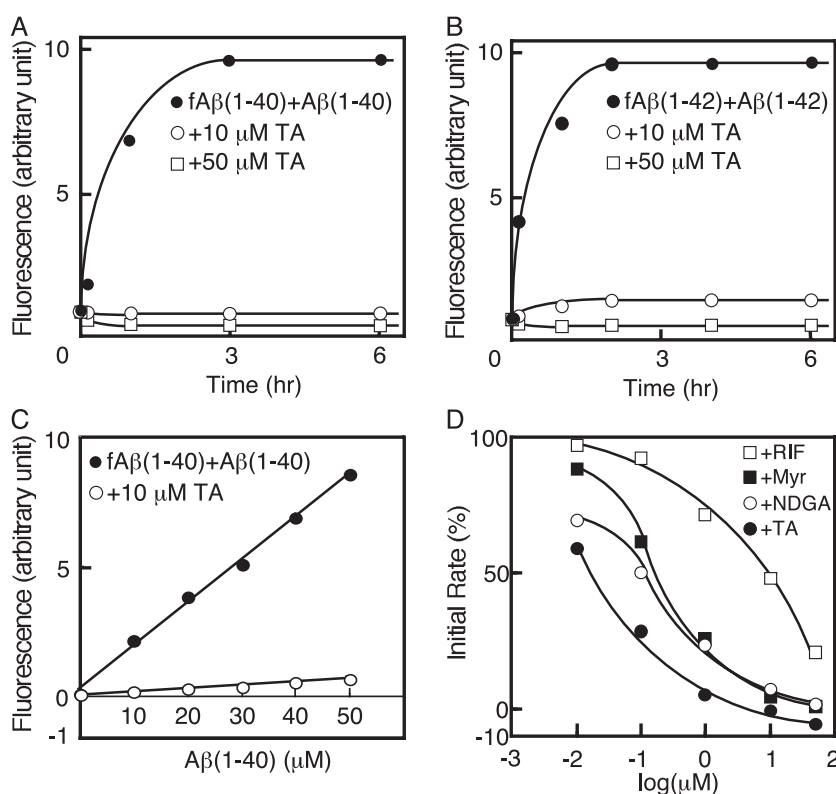 A
Fluorescence (arbitrary unit)
10
5
0
3
6
Time (hr)
fAβ(1-40)+Aβ(1-40)
+10 μM TA
+50 μM TA
B
Fluorescence (arbitrary unit)
10
5
0
3
6
Time (hr)
fAβ(1-42)+Aβ(1-42)
+10 μM TA
+50 μM TA
C
Fluorescence (arbitrary unit)
10
5
0
-1
10 20 30 40 50
Aβ(1-40) (μM)
fAβ(1-40)+Aβ(1-40)
+10 μM TA
D
Initial Rate (%)
100
50
0
-10
-3 -2 -1 0 1 2
log(μM)
+RIF
+Myr
+NDGA
+TA